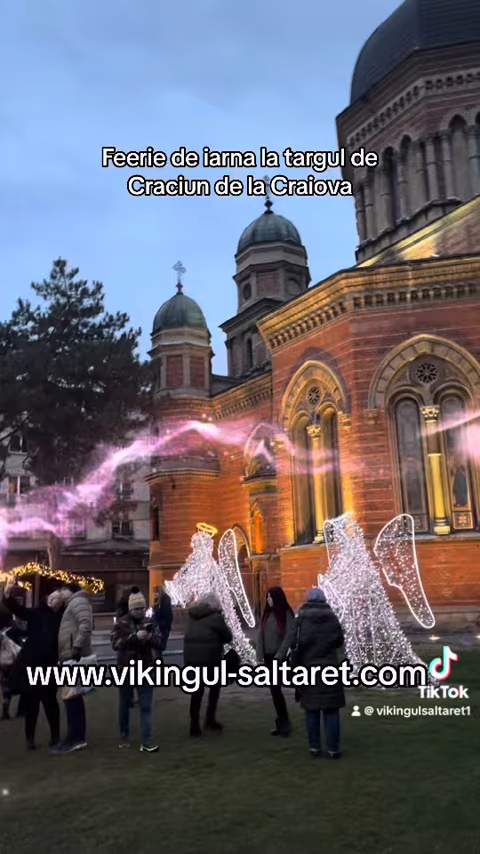 Feerie de iarna la targul de
Craciun de la Craiova
www.vikingul-saltaret.com
TikTok
@ vikingulsaltaret1